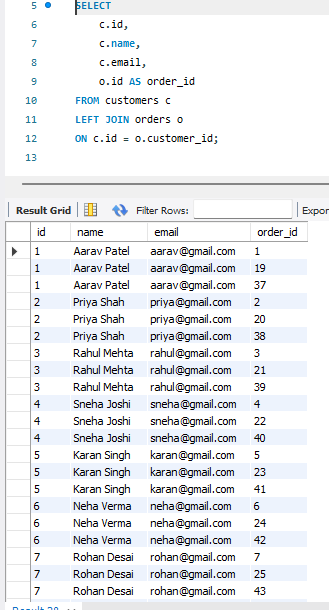 5 SELECT
6 c.id,
7 c.name,
8 c.email,
9 o.id AS order_id
10 FROM customers c
11 LEFT JOIN orders o
12 ON c.id = o.customer_id;
13
Result Grid Filter Rows: Expor
id name email order_id
1 Aarav Patel aarav@gmail.com 1
1 Aarav Patel aarav@gmail.com 19
1 Aarav Patel aarav@gmail.com 37
2 Priya Shah priya@gmail.com 2
2 Priya Shah priya@gmail.com 20
2 Priya Shah priya@gmail.com 38
3 Rahul Mehta rahul@gmail.com 3
3 Rahul Mehta rahul@gmail.com 21
3 Rahul Mehta rahul@gmail.com 39
4 Sneha Joshi sneha@gmail.com 4
4 Sneha Joshi sneha@gmail.com 22
4 Sneha Joshi sneha@gmail.com 40
5 Karan Singh karan@gmail.com 5
5 Karan Singh karan@gmail.com 23
5 Karan Singh karan@gmail.com 41
6 Neha Verma neha@gmail.com 6
6 Neha Verma neha@gmail.com 24
6 Neha Verma neha@gmail.com 42
7 Rohan Desai rohan@gmail.com 7
7 Rohan Desai rohan@gmail.com 25
7 Rohan Desai rohan@gmail.com 43